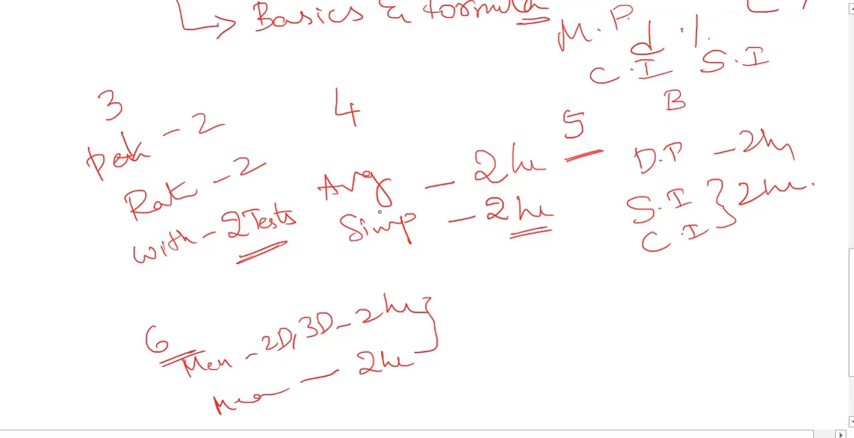 Basics & formula
M.P
d %
C.I S.I
B
3
- 2
Rat - 2
with - 2 Tests
4
Avg - 2 hr
Simp - 2 hr
5
D.P - 2 hr
S.I } 2 hr.
C.I
6
Men - 2D, 3D - 2 hr }
Men - 2 hr